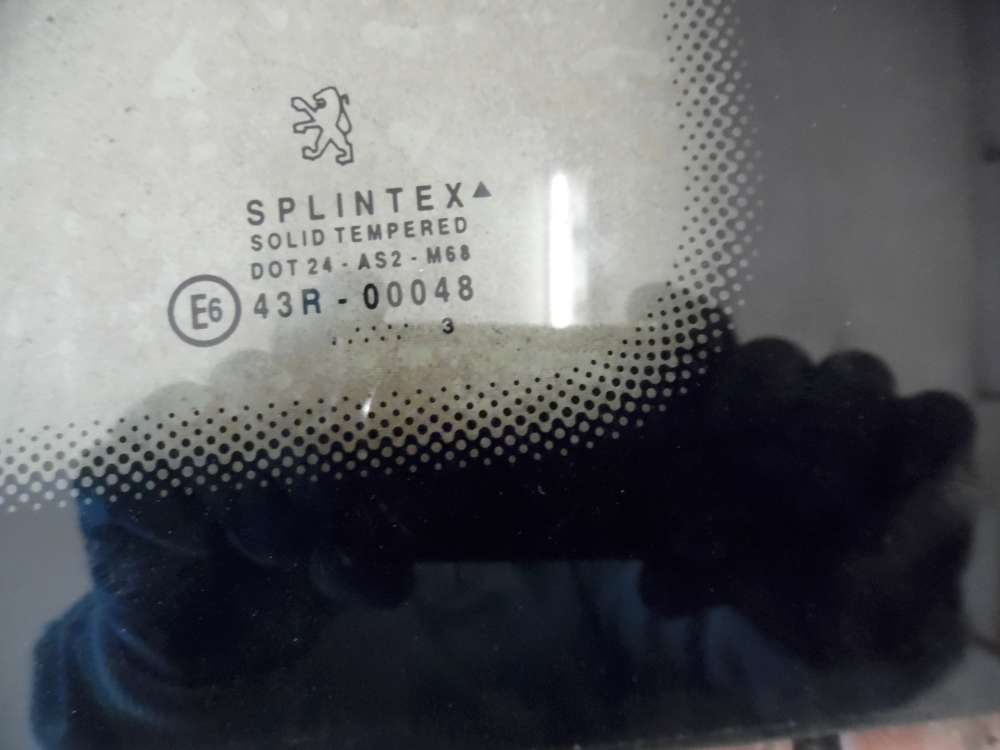 SPLINTEX▲
SOLID TEMPERED
DOT 24 - AS2 - M68
E6 43R - 00048
..... 3